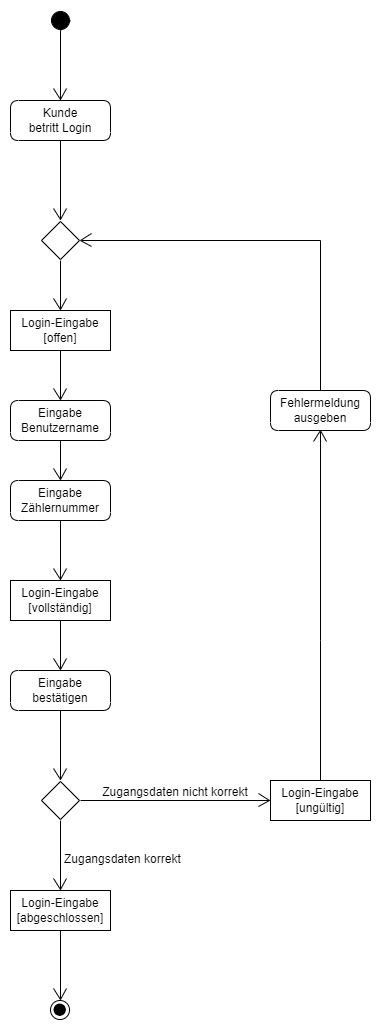 Kunde
betritt Login
Login-Eingabe
[offen]
Eingabe
Benutzername
Fehlermeldung
ausgeben
Eingabe
Zählernummer
Login-Eingabe
[vollständig]
Eingabe
bestätigen
Zugangsdaten nicht korrekt
Login-Eingabe
[ungültig]
Zugangsdaten korrekt
Login-Eingabe
[abgeschlossen]